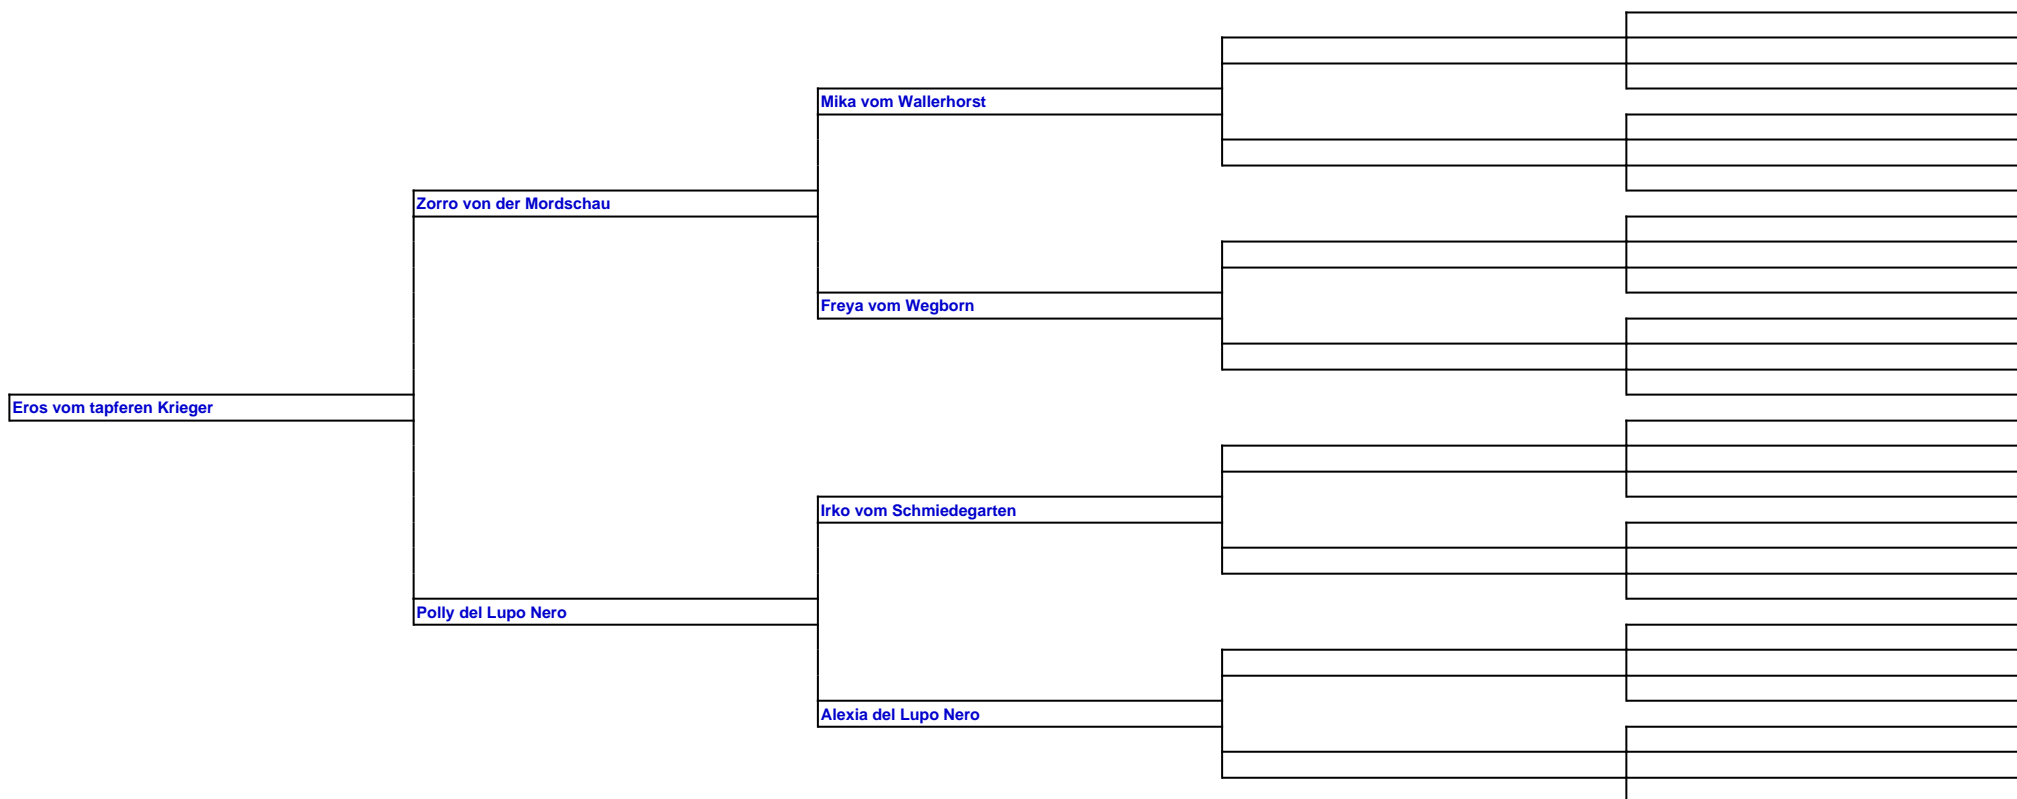 Mika vom Wallerhorst
Zorro von der Mordschau
Freya vom Wegborn
Eros vom tapferen Krieger
Irko vom Schmiedegarten
Polly del Lupo Nero
Alexia del Lupo Nero